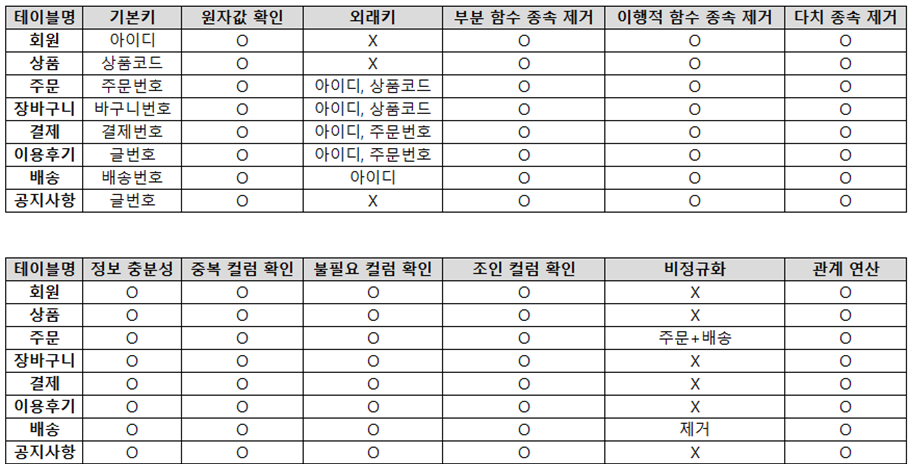 테이블명 기본키 원자값 확인 외래키 부분 함수 종속 제거 이행적 함수 종속 제거 다치 종속 제거
회원 아이디 O X O O O
상품 상품코드 O X O O O
주문 주문번호 O 아이디, 상품코드 O O O
장바구니 바구니번호 O 아이디, 상품코드 O O O
결제 결제번호 O 아이디, 주문번호 O O O
이용후기 글번호 O 아이디, 주문번호 O O O
배송 배송번호 O 아이디 O O O
공지사항 글번호 O X O O O
테이블명 정보 충분성 중복 컬럼 확인 불필요 컬럼 확인 조인 컬럼 확인 비정규화 관계 연산
회원 O O O O X O
상품 O O O O X O
주문 O O O O 주문+배송 O
장바구니 O O O O X O
결제 O O O O X O
이용후기 O O O O X O
배송 O O O O 제거 O
공지사항 O O O O X O